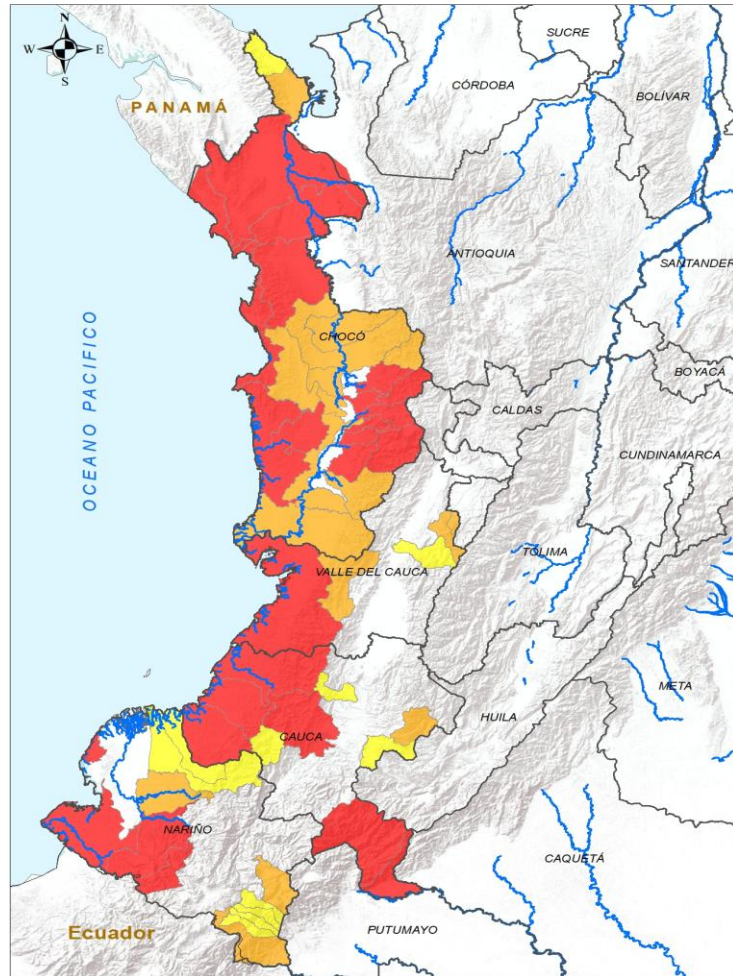 N
W E
S
SUCRE
CÓRDOBA
BOLÍVAR
PANAMÁ
ANTIOQUIA
SANTANDER
OCEANO PACIFICO
CHOCÓ
BOYACÁ
CALDAS
CUNDINAMARCA
TOLIMA
VALLE DEL CAUCA
META
HUILA
CAUCA
NARIÑO
CAQUETÁ
Ecuador
PUTUMAYO